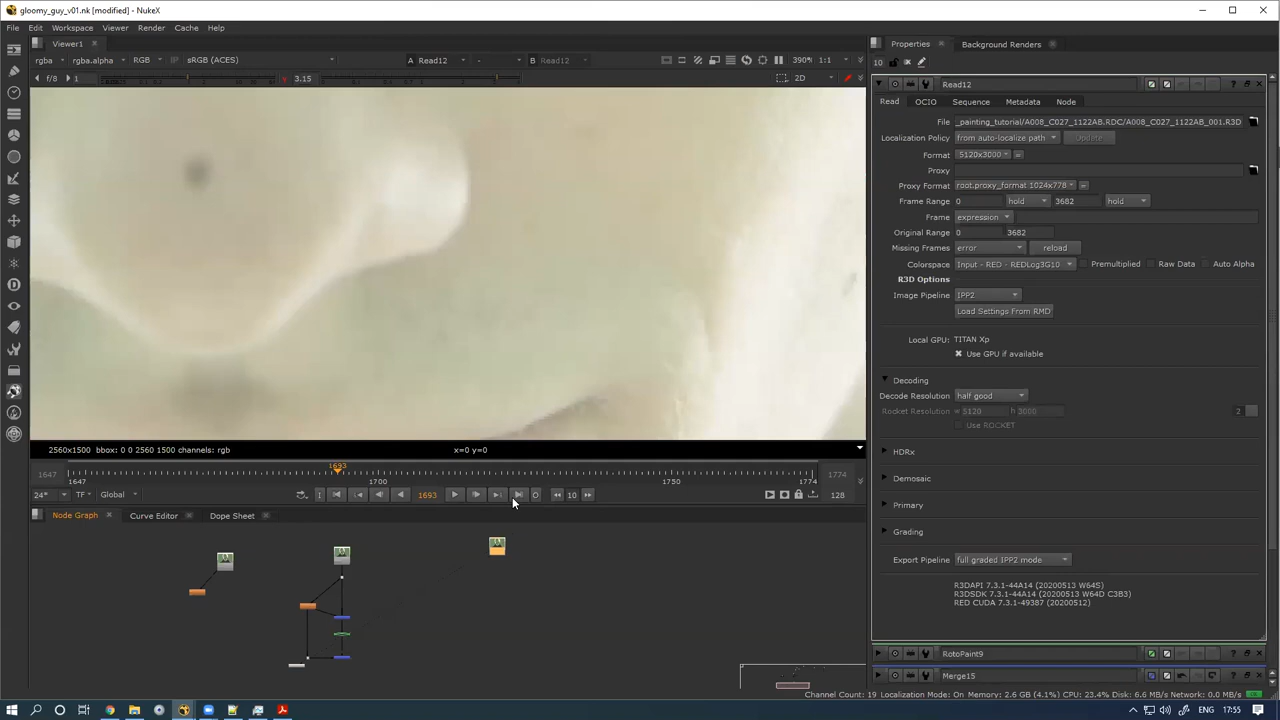 gloomy_guy_v01.nk [modified] - NukeX
File Edit Workspace Viewer Render Cache Help
Viewer1
rgba rgba.alpha RGB IP sRGB (ACES) A Read12 - B Read12 390% 1:1
f/8 1 Y 3.15 2D
2560x1500 bbox: 0 0 2560 1500 channels: rgb x=0 y=0
1647 1693 1774
1647 1700 1750 1774
24* TF Global 1693 10 128
Node Graph Curve Editor Dope Sheet
Properties Background Renders
10
Read12
Read OCIO Sequence Metadata Node
File _painting_tutorial/A008_C027_1122AB.RDC/A008_C027_1122AB_001.R3D
Localization Policy from auto-localize path Update
Format 5120x3000 =
Proxy
Proxy Format root.proxy_format 1024x778 =
Frame Range 0 hold 3682 hold
Frame expression
Original Range 0 3682
Missing Frames error reload
Colorspace Input - RED - REDLog3G10 Premultiplied Raw Data Auto Alpha
R3D Options
Image Pipeline IPP2
Load Settings From RMD
Local GPU: TITAN Xp
Use GPU if available
Decoding
Decode Resolution half good
Rocket Resolution w 5120 h 3000 2
Use ROCKET
HDRx
Demosaic
Primary
Grading
Export Pipeline full graded IPP2 mode
R3DAPI 7.3.1-44A14 (20200513 W64S)
R3DSDK 7.3.1-44A14 (20200513 W64D C3B3)
RED CUDA 7.3.1-49387 (20200512)
RotoPaint9
Merge15
Channel Count: 19 Localization Mode: On Memory: 2.6 GB (4.1%) CPU: 23.4% Disk: 6.6 MB/s Network: 0.0 MB/s
ENG 17:55